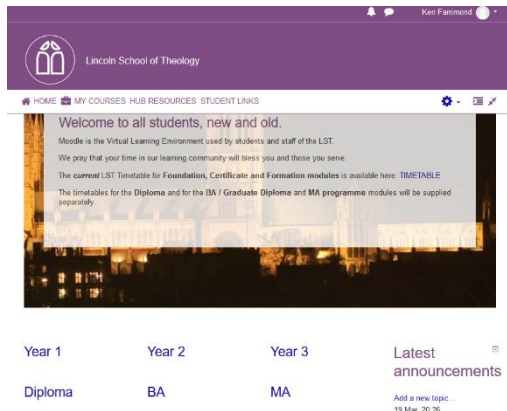 Ken Farrimond
Lincoln School of Theology
HOME MY COURSES HUB RESOURCES STUDENT LINKS
Welcome to all students, new and old.
Moodle is the Virtual Learning Environment used by students and staff of the LST.
We pray that your time in our learning community will bless you and those you serve.
The current LST Timetable for Foundation, Certificate and Formation modules is available here: TIMETABLE
The timetables for the Diploma and for the BA / Graduate Diploma and MA programme modules will be supplied
separately.
Year 1 Year 2 Year 3
Latest
announcements
Diploma BA MA
Add a new topic...
19 Mar, 20:26